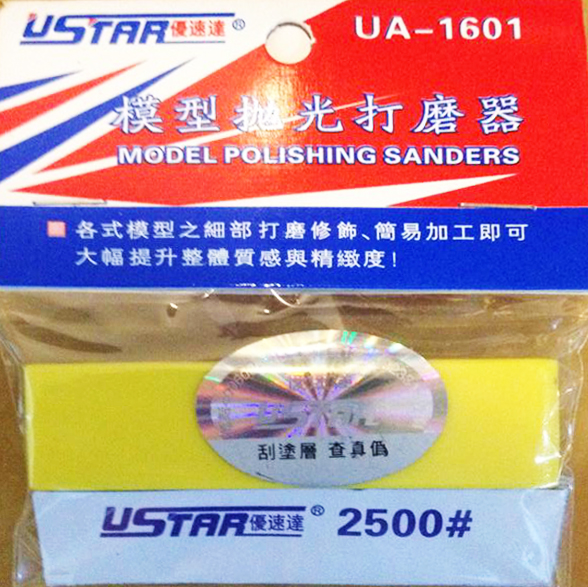 USTAR優速達®
UA-1601
模型拋光打磨器
MODEL POLISHING SANDERS
各式模型之細部打磨修飾、簡易加工即可
大幅提升整體質感與精緻度!
USTAR
刮塗層 查真偽
USTAR優速達® 2500#